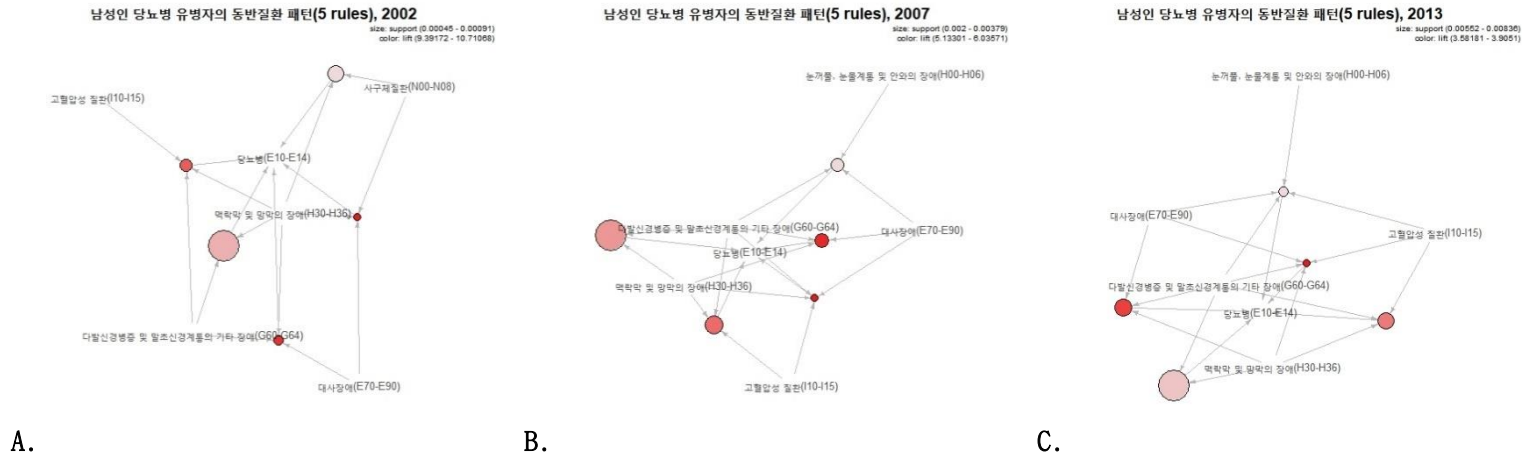 남성인 당뇨병 유병자의 동반질환 패턴(5 rules), 2002
size: support (0.00045 - 0.00091)
color: lift (9.39172 - 10.71068)
사구체질환(N00-N08)
고혈압성 질환(I10-I15)
당뇨병(E10-E14)
맥락막 및 망막의 장애(H30-H36)
다발신경병증 및 말초신경계통의 기타 장애(G60-G64)
대사장애(E70-E90)
A.
남성인 당뇨병 유병자의 동반질환 패턴(5 rules), 2007
size: support (0.002 - 0.00379)
color: lift (5.13301 - 6.03571)
눈꺼풀, 눈물계통 및 안와의 장애(H00-H06)
다발신경병증 및 말초신경계통의 기타 장애(G60-G64)
대사장애(E70-E90)
당뇨병(E10-E14)
맥락막 및 망막의 장애(H30-H36)
고혈압성 질환(I10-I15)
B.
남성인 당뇨병 유병자의 동반질환 패턴(5 rules), 2013
size: support (0.00552 - 0.00836)
color: lift (3.58181 - 3.9051)
눈꺼풀, 눈물계통 및 안와의 장애(H00-H06)
대사장애(E70-E90)
고혈압성 질환(I10-I15)
다발신경병증 및 말초신경계통의 기타 장애(G60-G64)
당뇨병(E10-E14)
맥락막 및 망막의 장애(H30-H36)
C.